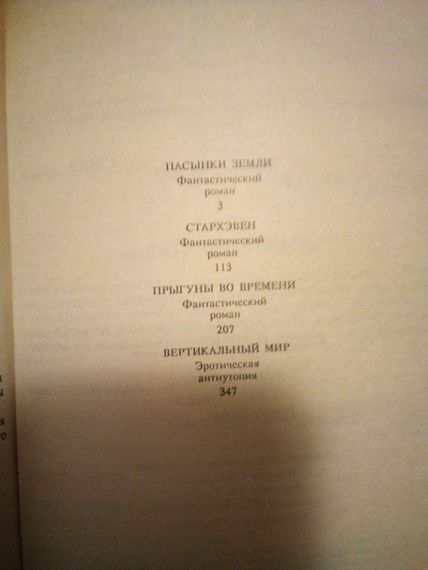 ПАСЫНКИ ЗЕМЛИ
Фантастический
роман
3
СТАРХЭВЕН
Фантастический
роман
113
ПРЫГУНЫ ВО ВРЕМЕНИ
Фантастический
роман
207
ВЕРТИКАЛЬНЫЙ МИР
Эротическая
антиутопия
347